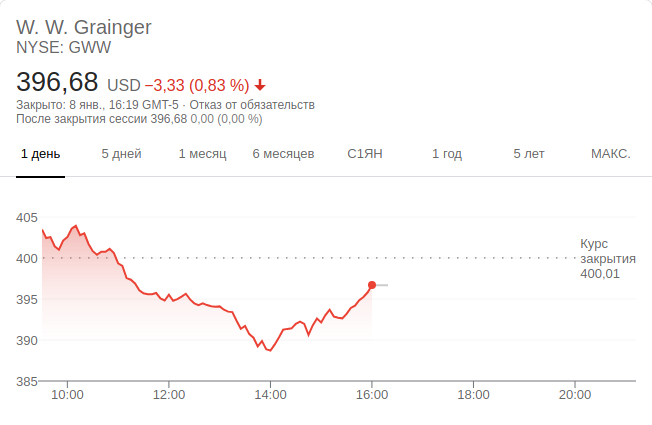 W. W. Grainger
NYSE: GWW
396,68 USD −3,33 (0,83 %)
Закрыто: 8 янв., 16:19 GMT-5 · Отказ от обязательств
После закрытия сессии 396,68 0,00 (0,00 %)
1 день 5 дней 1 месяц 6 месяцев С1ЯН 1 год 5 лет МАКС.
405
Курс
закрытия
400,01
400
395
390
385
10:00 12:00 14:00 16:00 18:00 20:00